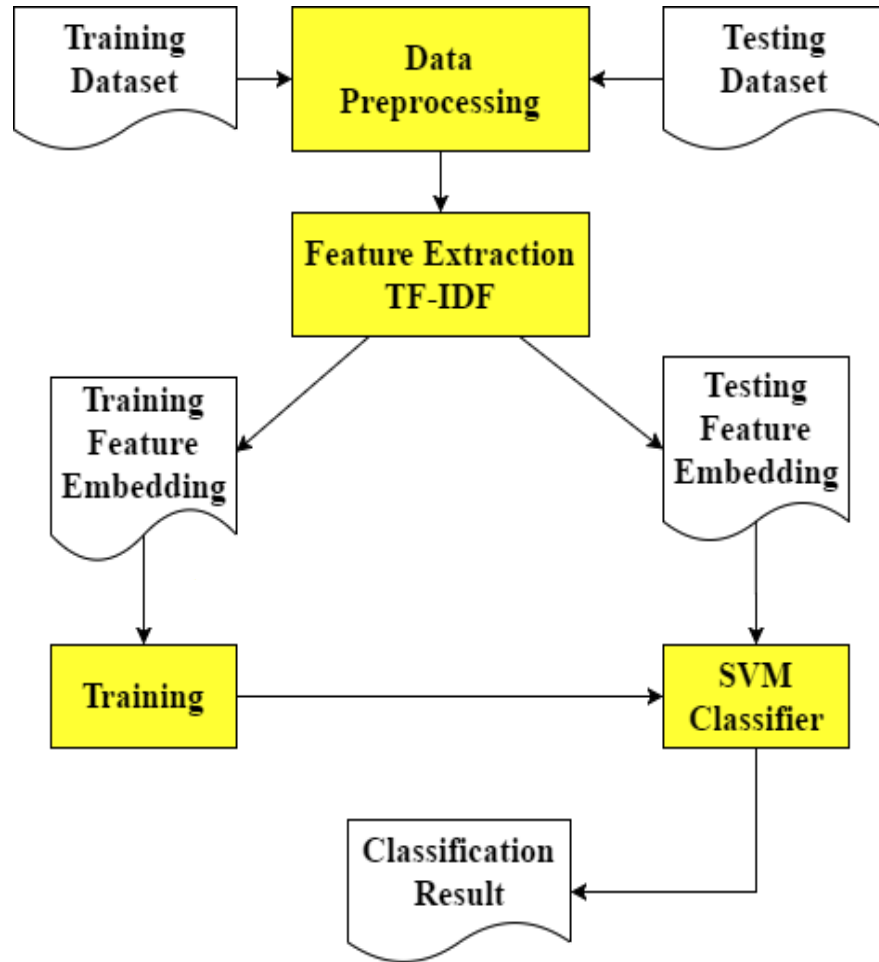 Training
Dataset
Data
Preprocessing
Testing
Dataset
Feature Extraction
TF-IDF
Training
Feature
Embedding
Testing
Feature
Embedding
Training
SVM
Classifier
Classification
Result